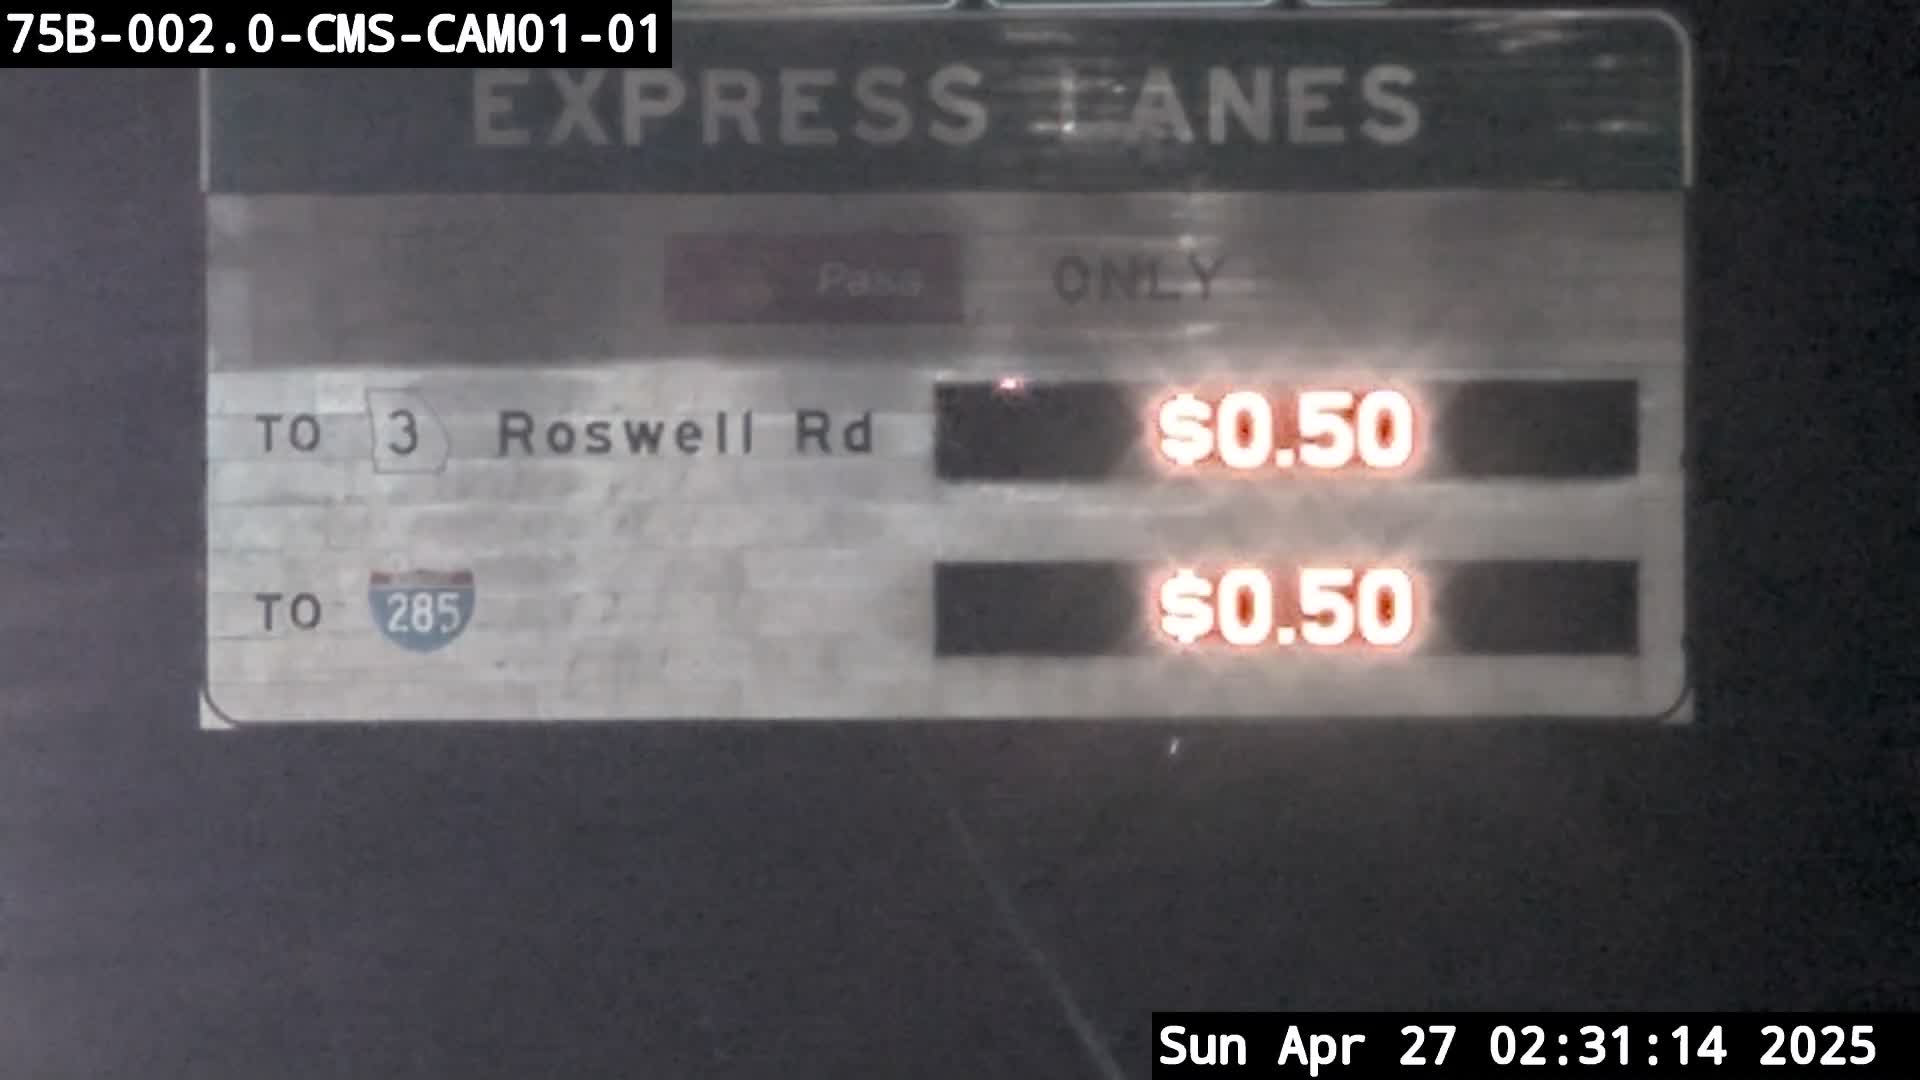 75B-002.0-CMS-CAM01-01
EXPRESS LANES
Pass ONLY
TO 3 Roswell Rd $0.50
TO 285 $0.50
Sun Apr 27 02:31:14 2025